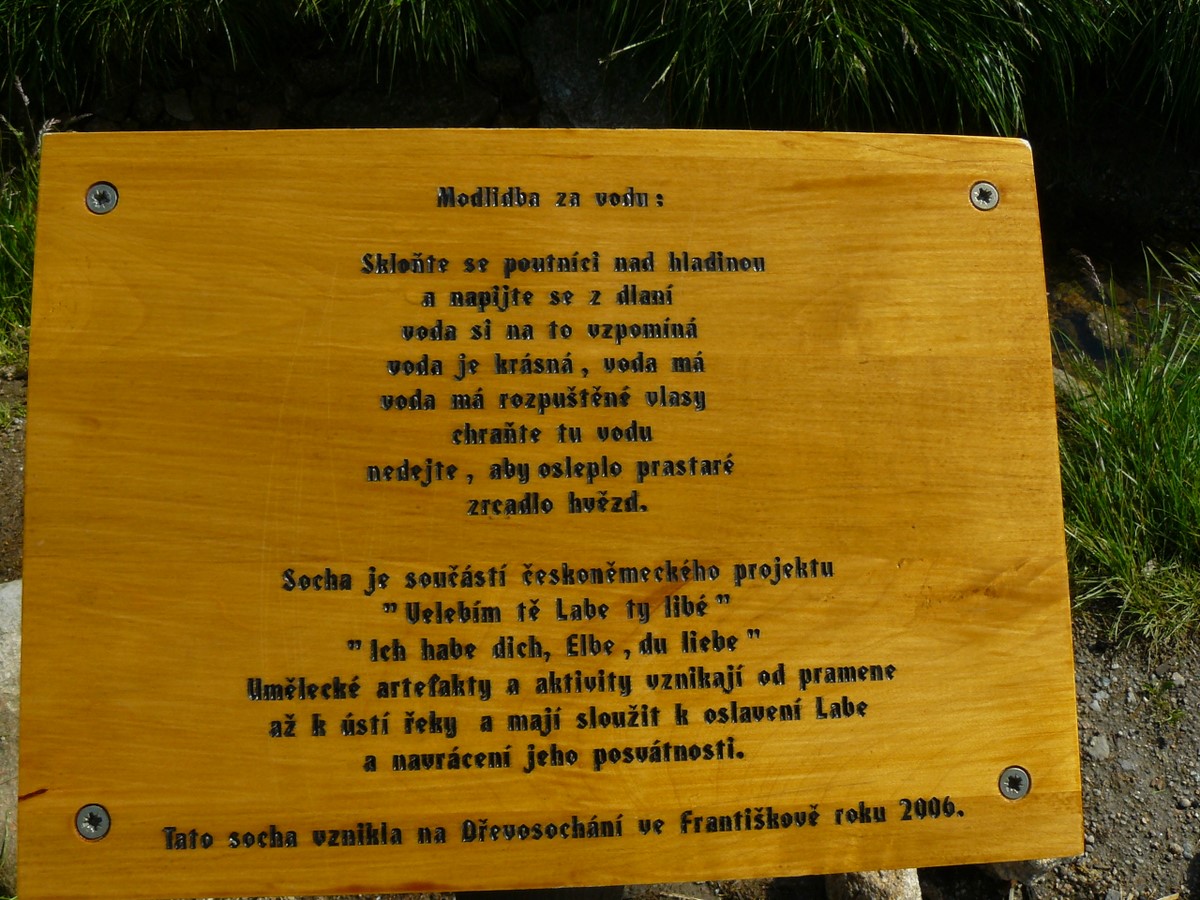 Modlidba za vodu:
Skloňte se poutníci nad hladinou
a napijte se z dlaní
voda si na to vzpomíná
voda je krásná, voda má
voda má rozpuštěné vlasy
chraňte tu vodu
nedejte, aby osleplo prastaré
zrcadlo hvězd.
Socha je součástí českoněmeckého projektu
"Velebím tě Labe ty libé"
"Ich habe dich, Elbe, du liebe"
Umělecké artefakty a aktivity vznikají od pramene
až k ústí řeky a mají sloužit k oslavení Labe
a navrácení jeho posvátnosti.
Tato socha vznikla na Dřevosochání ve Františkově roku 2006.